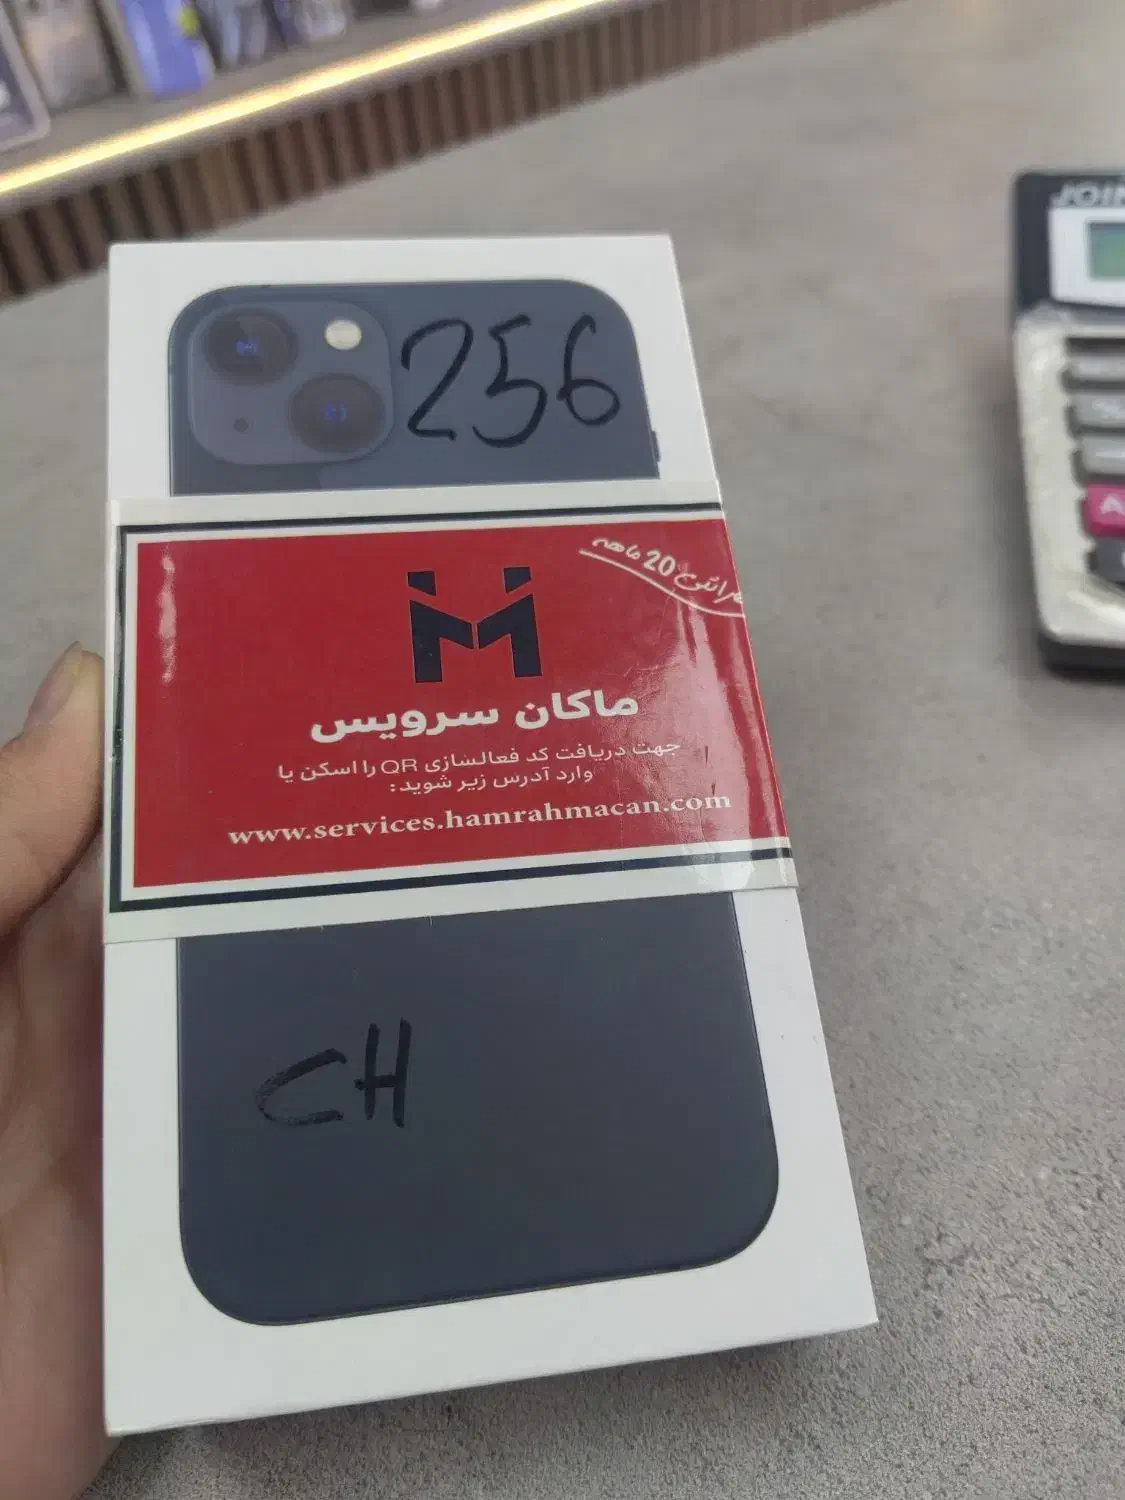 256
گارانتی 20 ماهه
ماکان سرویس
جهت دریافت کد فعالسازی QR را اسکن یا
وارد آدرس زیر شوید:
www.services.hamrahmacan.com
CH
JOIN
A